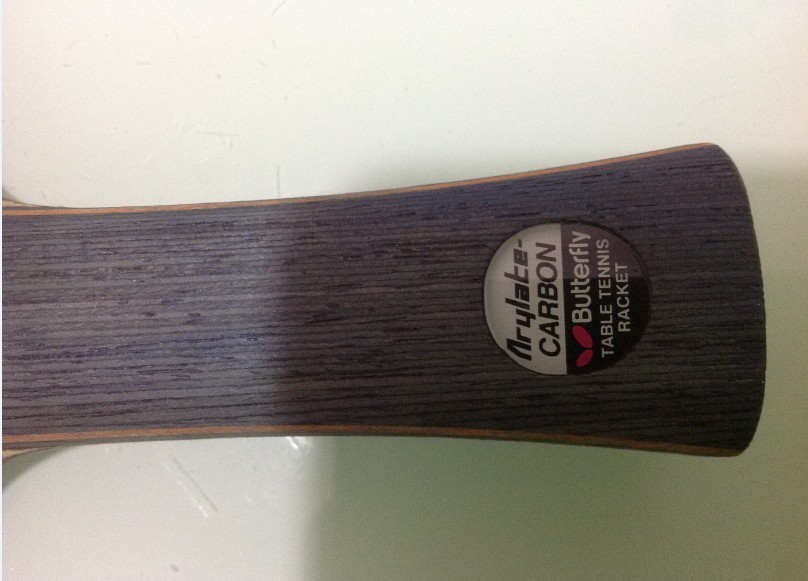 Arylate-
CARBON
Butterfly
TABLE TENNIS
RACKET